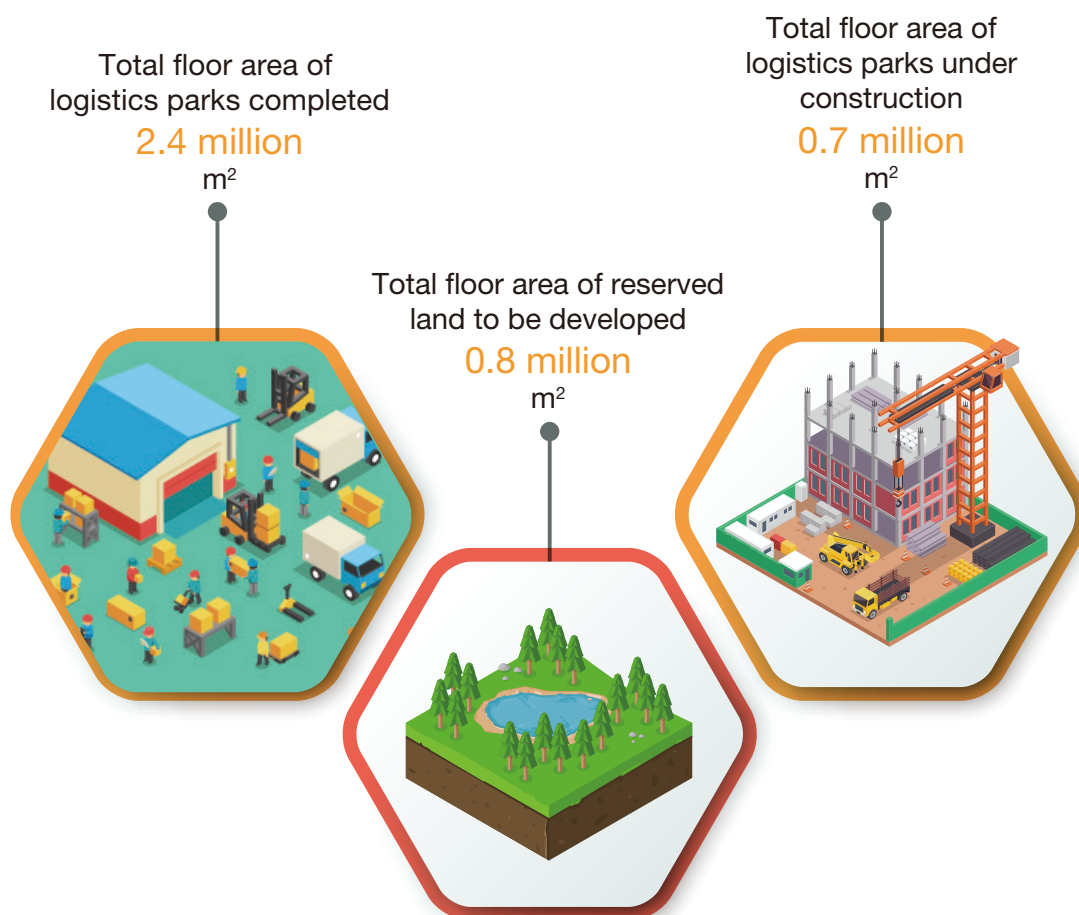 Total floor area of
logistics parks completed
2.4 million
m²
Total floor area of reserved
land to be developed
0.8 million
m²
Total floor area of
logistics parks under
construction
0.7 million
m²